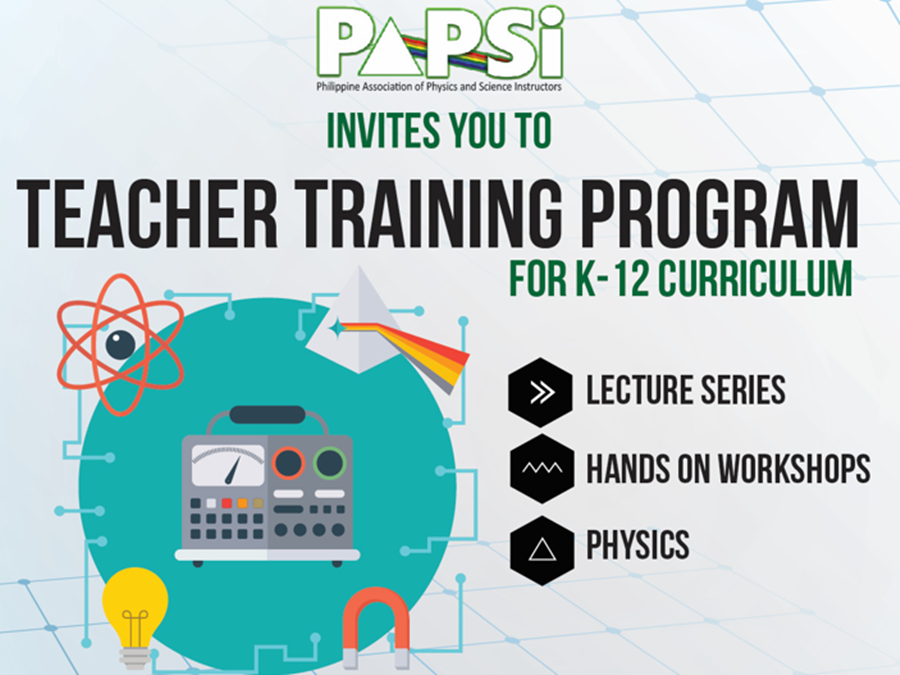 PAPSi
Philippine Association of Physics and Science Instructors
INVITES YOU TO
TEACHER TRAINING PROGRAM
FOR K-12 CURRICULUM
LECTURE SERIES
HANDS ON WORKSHOPS
PHYSICS